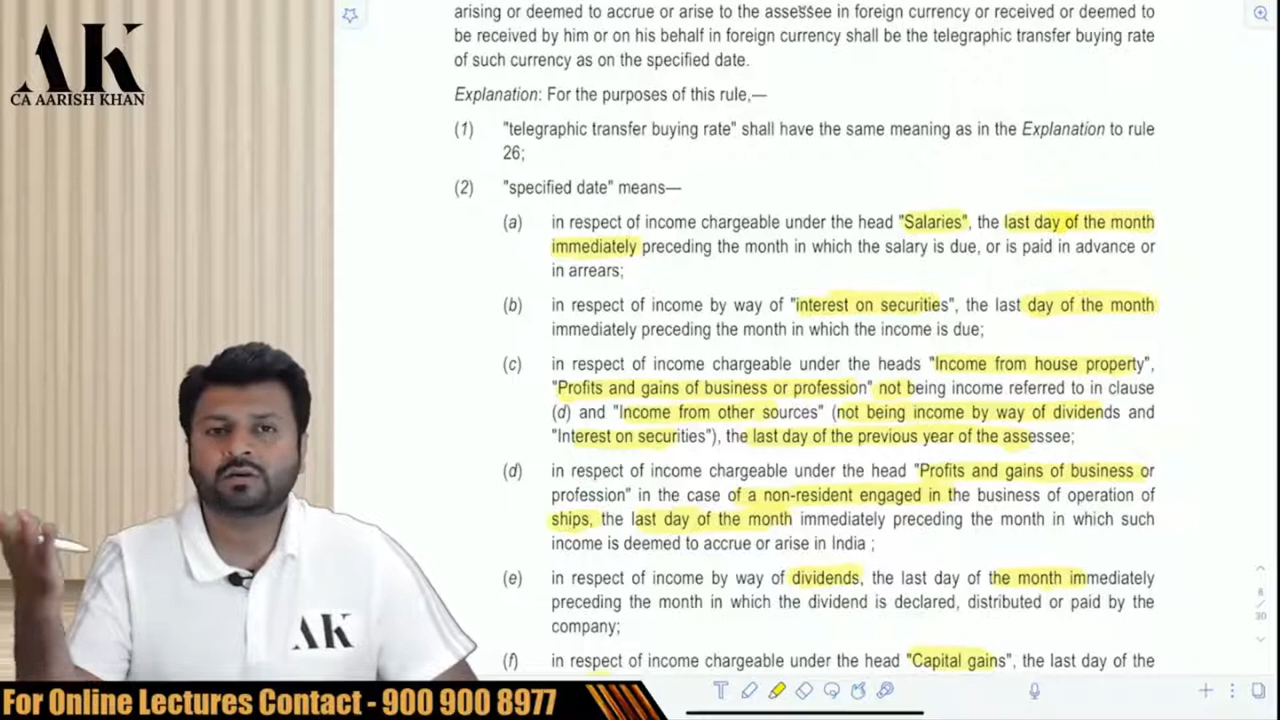 AK
CA AARISH KHAN
arising or deemed to accrue or arise to the assessee in foreign currency or received or deemed to
be received by him or on his behalf in foreign currency shall be the telegraphic transfer buying rate
of such currency as on the specified date.
Explanation: For the purposes of this rule,—
(1) "telegraphic transfer buying rate" shall have the same meaning as in the Explanation to rule
26;
(2) "specified date" means—
(a) in respect of income chargeable under the head "Salaries", the last day of the month
immediately preceding the month in which the salary is due, or is paid in advance or
in arrears;
(b) in respect of income by way of "interest on securities", the last day of the month
immediately preceding the month in which the income is due;
(c) in respect of income chargeable under the heads "Income from house property",
"Profits and gains of business or profession" not being income referred to in clause
(d) and "Income from other sources" (not being income by way of dividends and
"Interest on securities"), the last day of the previous year of the assessee;
(d) in respect of income chargeable under the head "Profits and gains of business or
profession" in the case of a non-resident engaged in the business of operation of
ships, the last day of the month immediately preceding the month in which such
income is deemed to accrue or arise in India ;
(e) in respect of income by way of dividends, the last day of the month immediately
preceding the month in which the dividend is declared, distributed or paid by the
company;
(f) in respect of income chargeable under the head "Capital gains", the last day of the
8
/
30
AK
For Online Lectures Contact - 900 900 8977